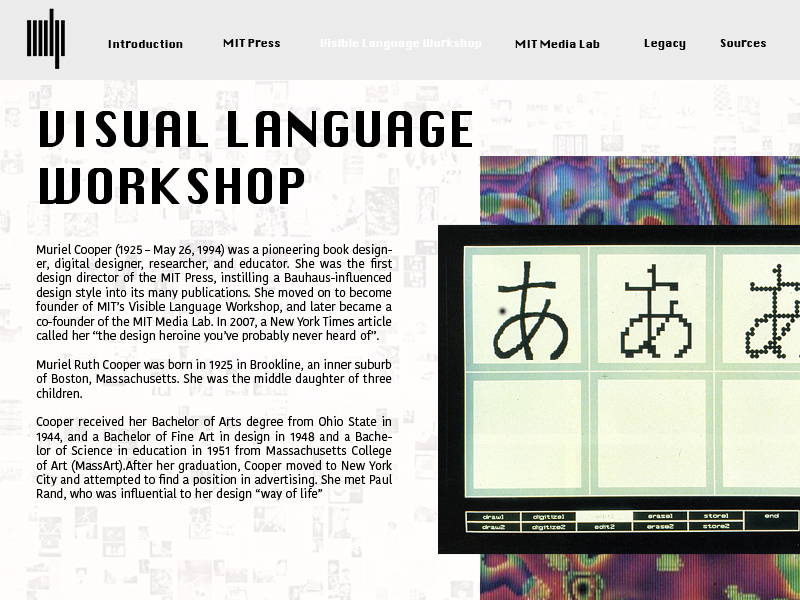 Introduction
MIT Press
Visible Language Workshop
MIT Media Lab
Legacy
Sources
VISUAL LANGUAGE
WORKSHOP
Muriel Cooper (1925 – May 26, 1994) was a pioneering book design-
er, digital designer, researcher, and educator. She was the first
design director of the MIT Press, instilling a Bauhaus-influenced
design style into its many publications. She moved on to become
founder of MIT’s Visible Language Workshop, and later became a
co-founder of the MIT Media Lab. In 2007, a New York Times article
called her “the design heroine you’ve probably never heard of”.
Muriel Ruth Cooper was born in 1925 in Brookline, an inner suburb
of Boston, Massachusetts. She was the middle daughter of three
children.
Cooper received her Bachelor of Arts degree from Ohio State in
1944, and a Bachelor of Fine Art in design in 1948 and a Bache-
lor of Science in education in 1951 from Massachusetts College
of Art (MassArt).After her graduation, Cooper moved to New York
City and attempted to find a position in advertising. She met Paul
Rand, who was influential to her design “way of life”
あ あ あ
draw1 digitize1 edit1 erase1 store1 end
draw2 digitize2 edit2 erase2 store2